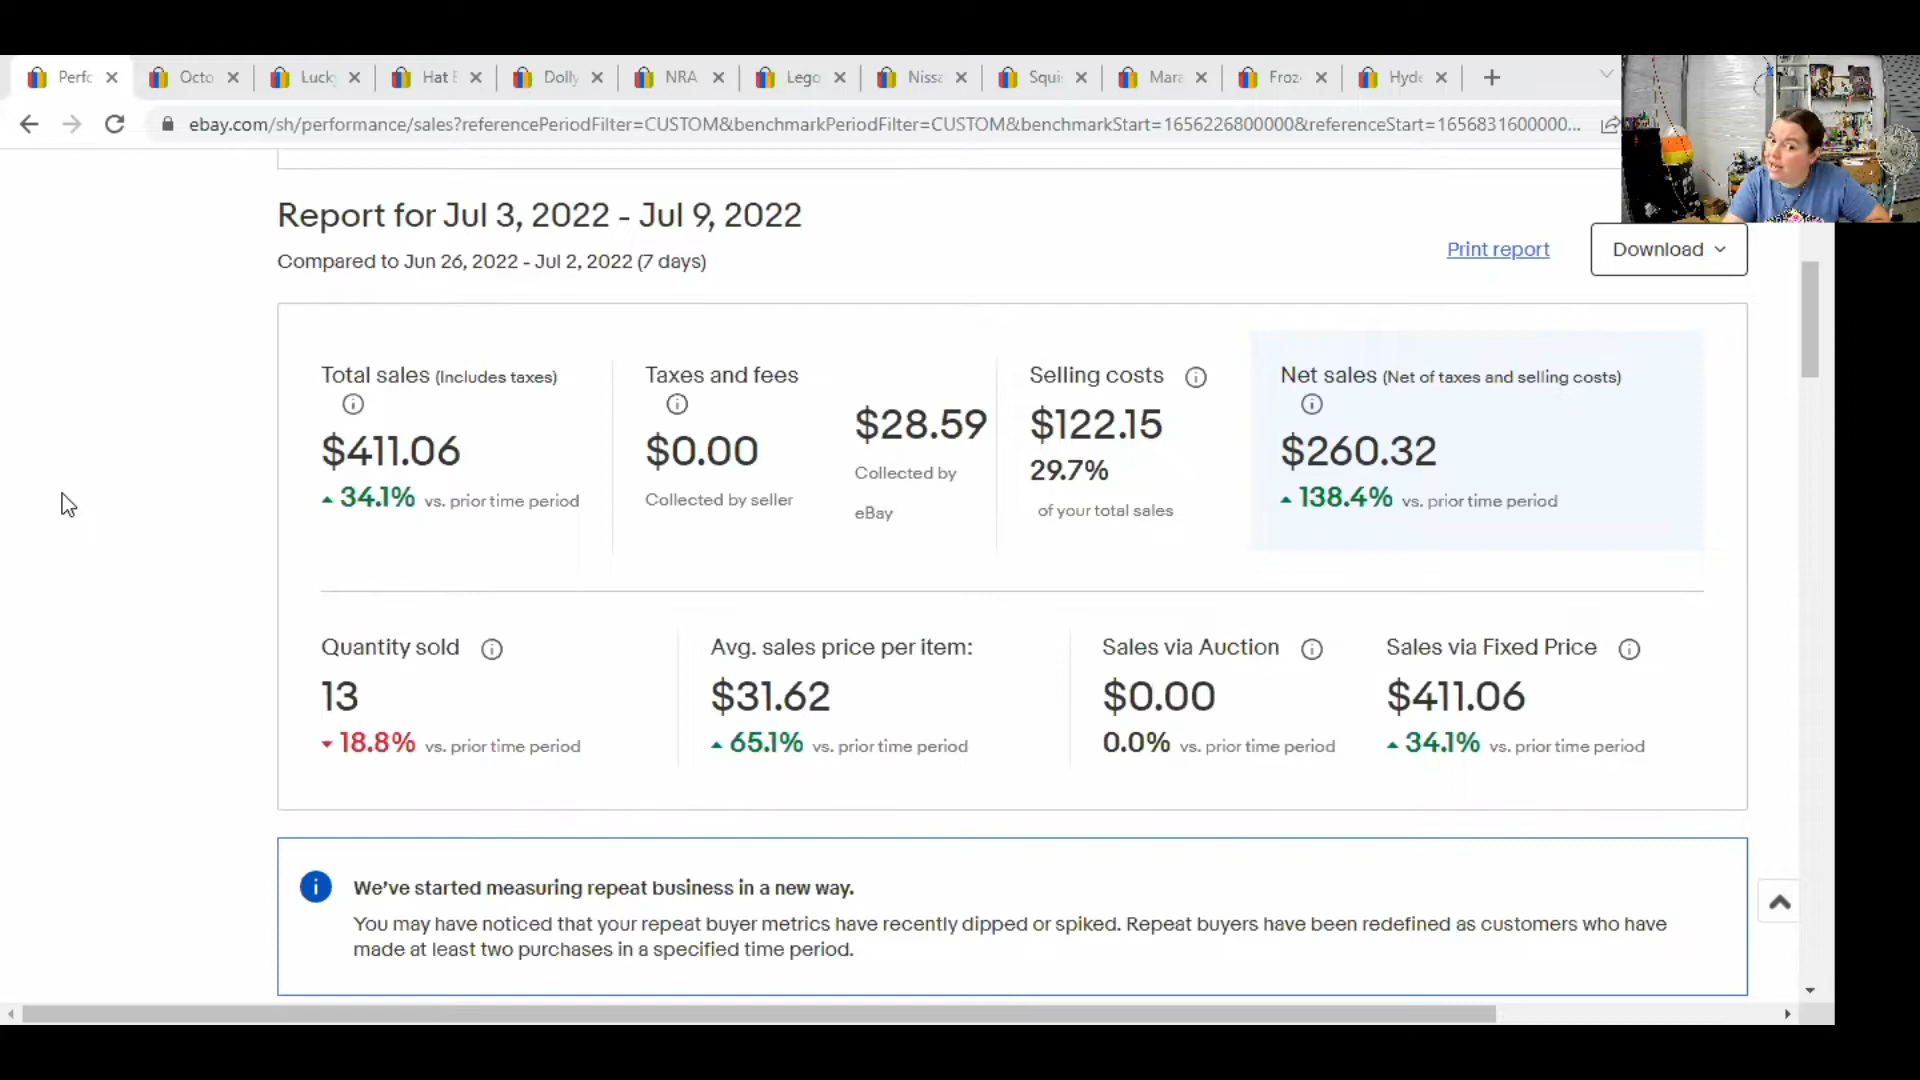 Perfc
Octo
Luck
Hat E
Dolly
NRA
Lego
Nissa
Squi
Mara
Froz
Hyde
ebay.com/sh/performance/sales?referencePeriodFilter=CUSTOM&benchmarkPeriodFilter=CUSTOM&benchmarkStart=1656226800000&referenceStart=1656831600000...
Report for Jul 3, 2022 - Jul 9, 2022
Compared to Jun 26, 2022 - Jul 2, 2022 (7 days)
Print report
Download
Total sales (Includes taxes)
$411.06
34.1% vs. prior time period
Taxes and fees
$0.00
Collected by seller
$28.59
Collected by
eBay
Selling costs
$122.15
29.7%
of your total sales
Net sales (Net of taxes and selling costs)
$260.32
138.4% vs. prior time period
Quantity sold
13
18.8% vs. prior time period
Avg. sales price per item:
$31.62
65.1% vs. prior time period
Sales via Auction
$0.00
0.0% vs. prior time period
Sales via Fixed Price
$411.06
34.1% vs. prior time period
We've started measuring repeat business in a new way.
You may have noticed that your repeat buyer metrics have recently dipped or spiked. Repeat buyers have been redefined as customers who have
made at least two purchases in a specified time period.